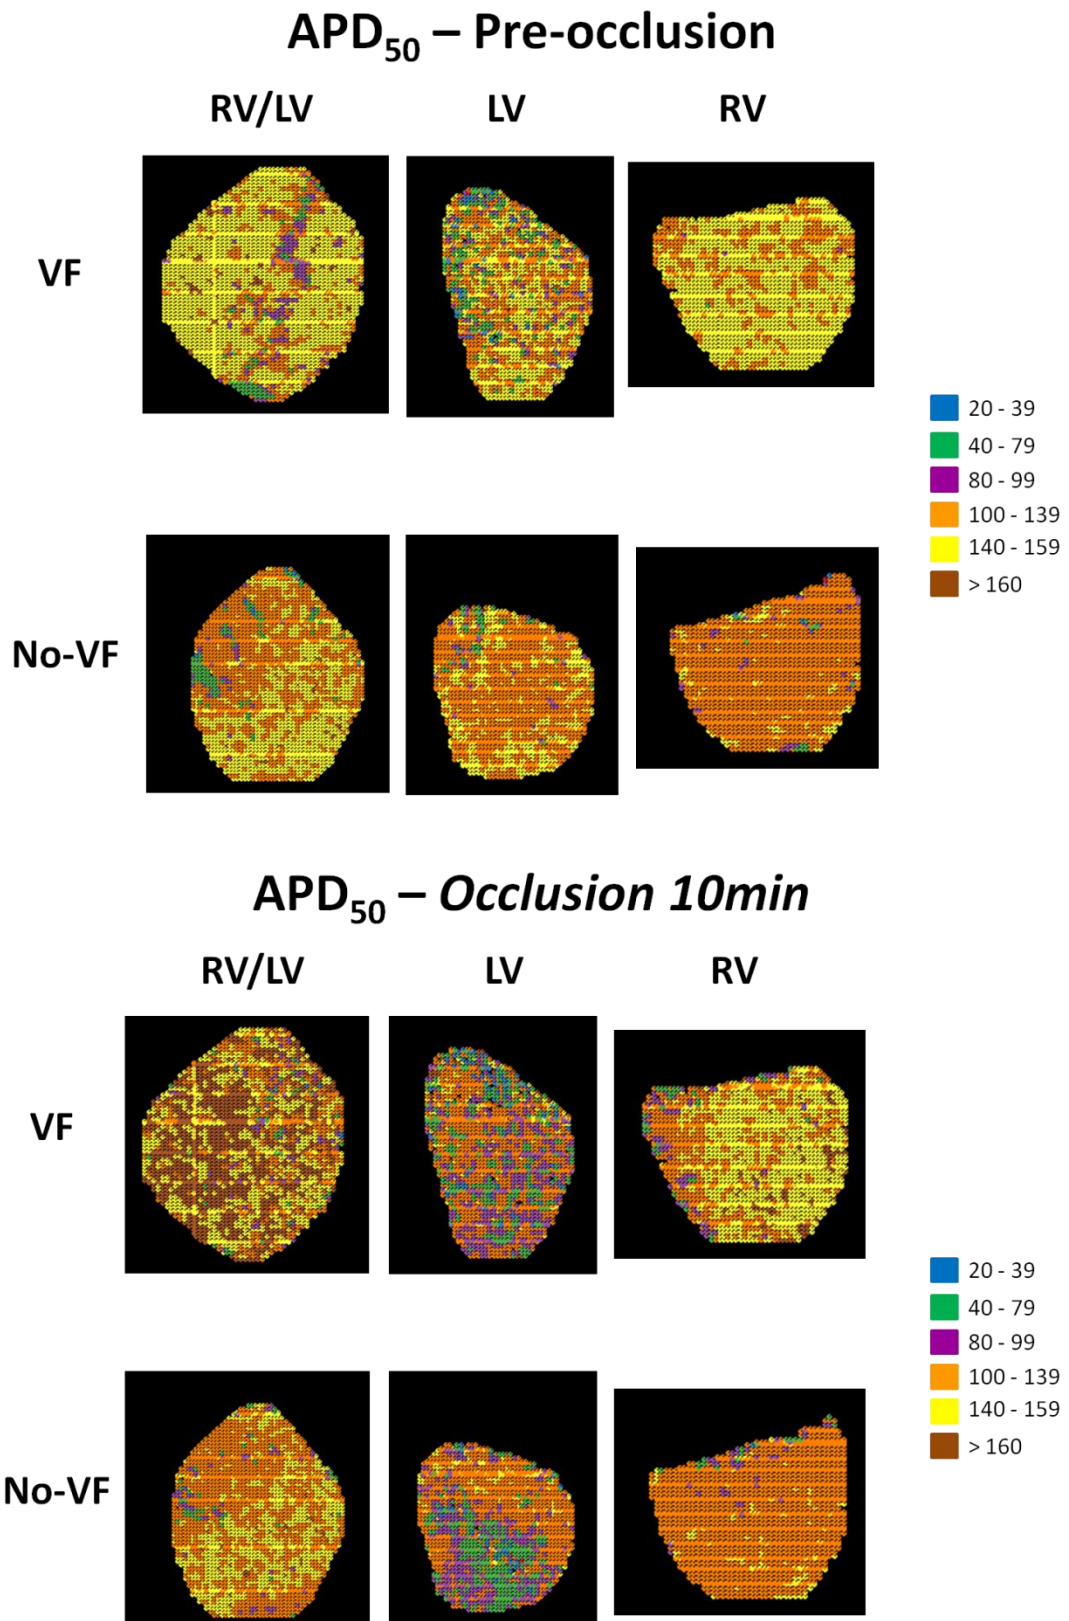 APD50 – Pre-occlusion
RV/LV LV RV
VF
20 - 39
40 - 79
80 - 99
100 - 139
140 - 159
> 160
No-VF
APD50 – Occlusion 10min
RV/LV LV RV
VF
20 - 39
40 - 79
80 - 99
100 - 139
140 - 159
> 160
No-VF